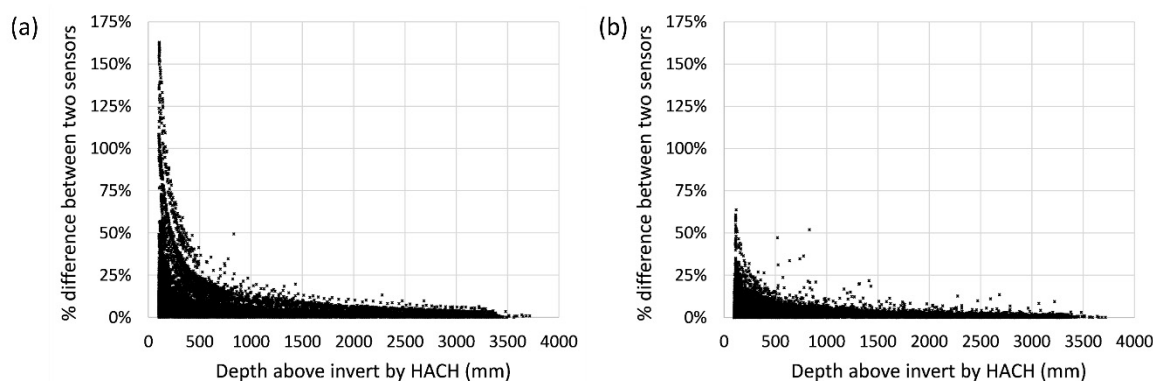 (a)
% difference between two sensors
175%
150%
125%
100%
75%
50%
25%
0%
0 500 1000 1500 2000 2500 3000 3500 4000
Depth above invert by HACH (mm)
(b)
% difference between two sensors
175%
150%
125%
100%
75%
50%
25%
0%
0 500 1000 1500 2000 2500 3000 3500 4000
Depth above invert by HACH (mm)